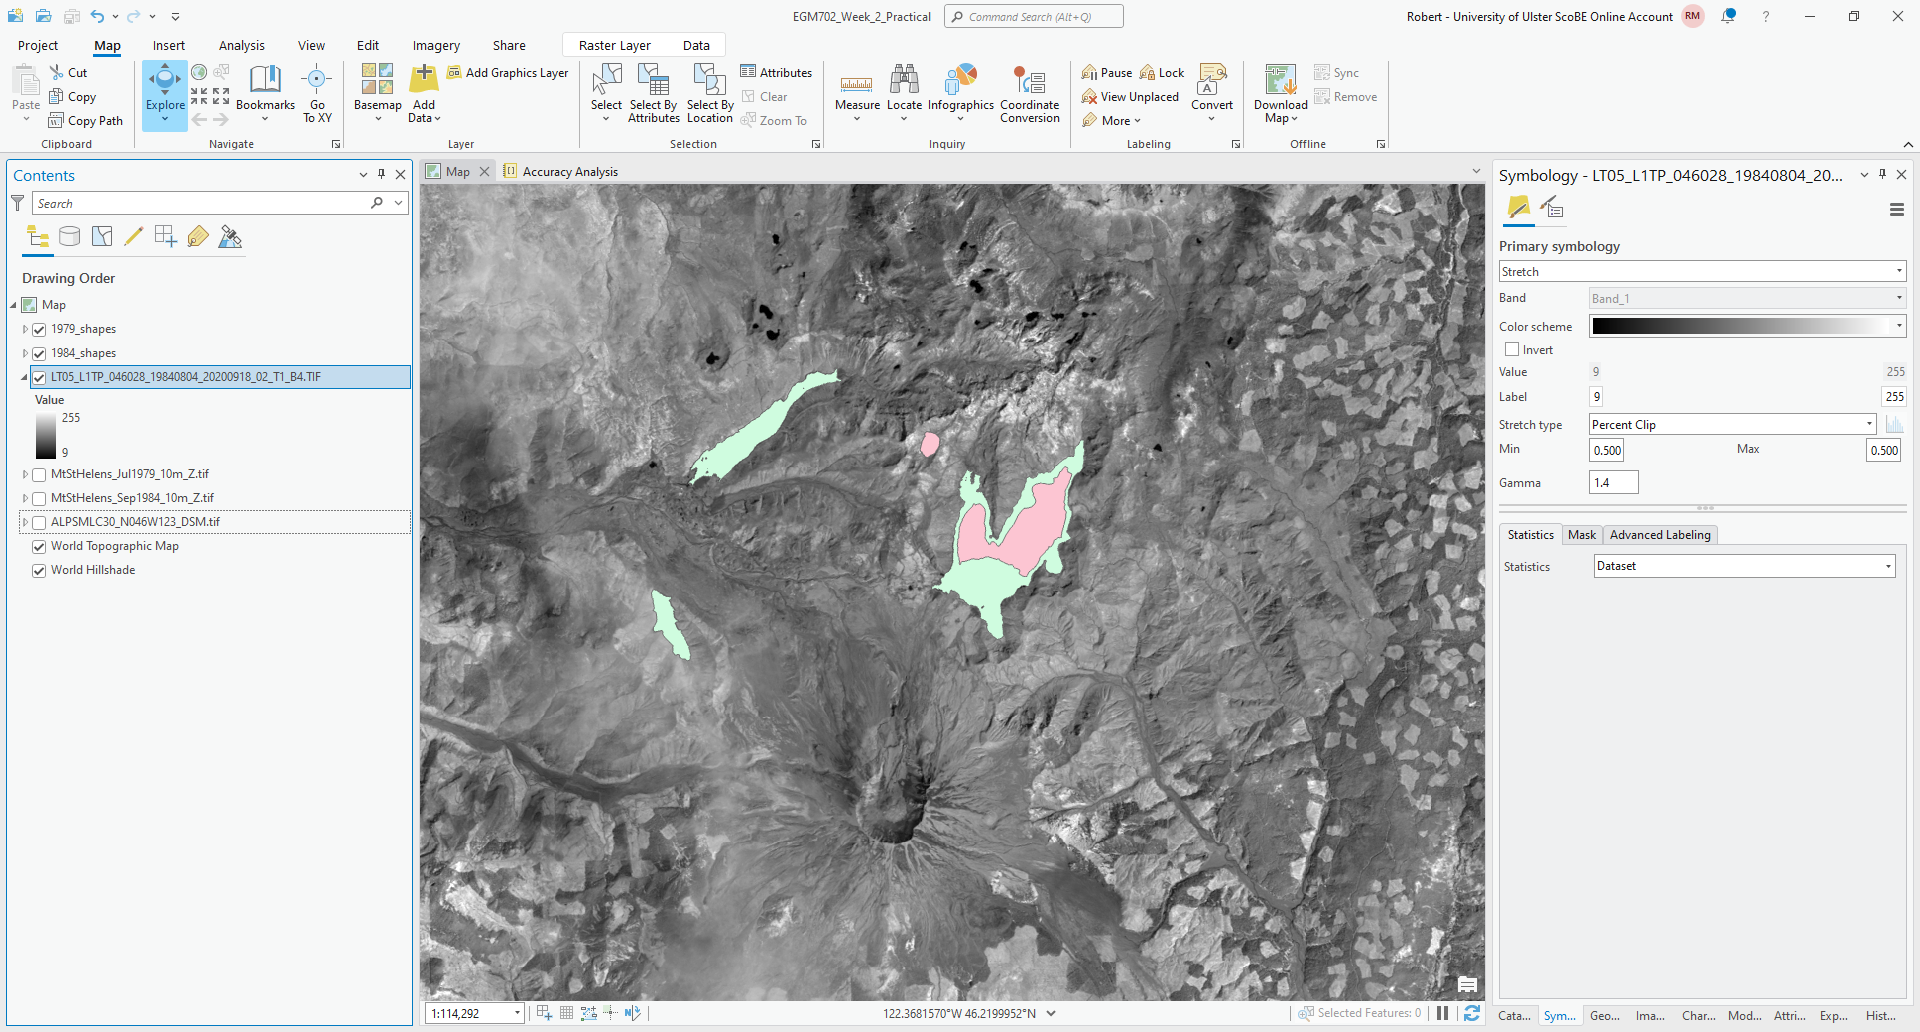 EGM702_Week_2_Practical
Command Search (Alt+Q)
Robert - University of Ulster ScoBE Online Account
RM
?
Project
Map
Insert
Analysis
View
Edit
Imagery
Share
Raster Layer
Data
Paste
Cut
Copy
Copy Path
Clipboard
Explore
Bookmarks
Go
To XY
Navigate
Basemap
Add
Data
Add Graphics Layer
Layer
Select
Select By
Attributes
Select By
Location
Attributes
Clear
Zoom To
Selection
Measure
Locate
Infographics
Coordinate
Conversion
Inquiry
Pause
Lock
View Unplaced
More
Convert
Labeling
Download
Map
Sync
Remove
Offline
Contents
Search
Drawing Order
Map
1979_shapes
1984_shapes
LT05_L1TP_046028_19840804_20200918_02_T1_B4.TIF
Value
255
9
MtStHelens_Jul1979_10m_Z.tif
MtStHelens_Sep1984_10m_Z.tif
ALPSMLC30_N046W123_DSM.tif
World Topographic Map
World Hillshade
Map
Accuracy Analysis
1:114,292
122.3681570°W 46.2199952°N
Selected Features: 0
Symbology - LT05_L1TP_046028_19840804_20...
Primary symbology
Stretch
Band
Band_1
Color scheme
Invert
Value
9
255
Label
9
255
Stretch type
Percent Clip
Min
0.500
Max
0.500
Gamma
1.4
Statistics
Mask
Advanced Labeling
Statistics
Dataset
Cata...
Sym...
Geo...
Ima...
Char...
Mod...
Attri...
Exp...
Hist...